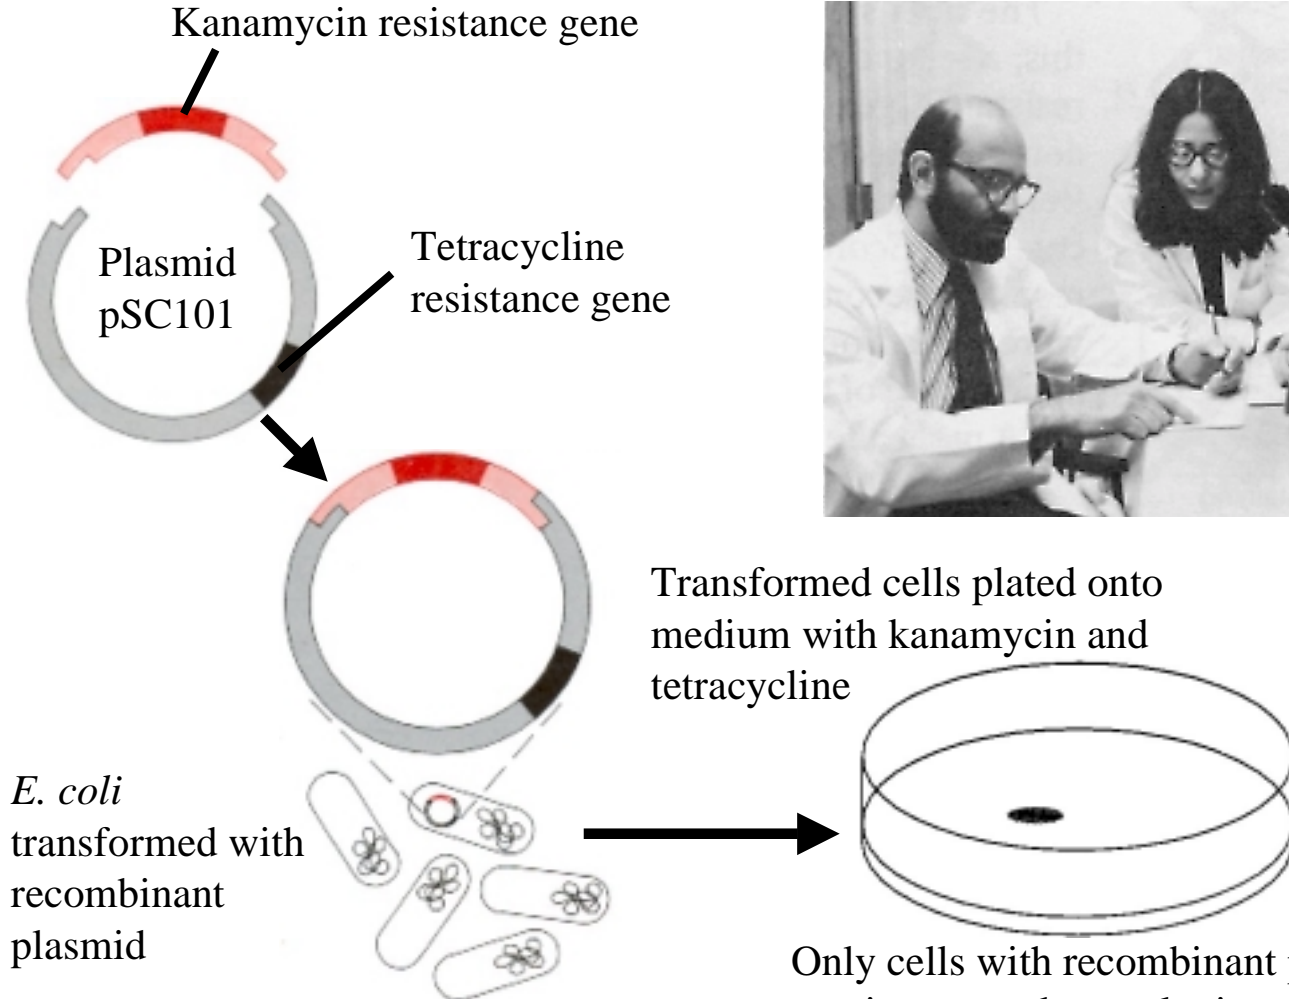 Kanamycin resistance gene
Plasmid
pSC101
Tetracycline
resistance gene
Transformed cells plated onto
medium with kanamycin and
tetracycline
E. coli
transformed with
recombinant
plasmid
Only cells with recombinant